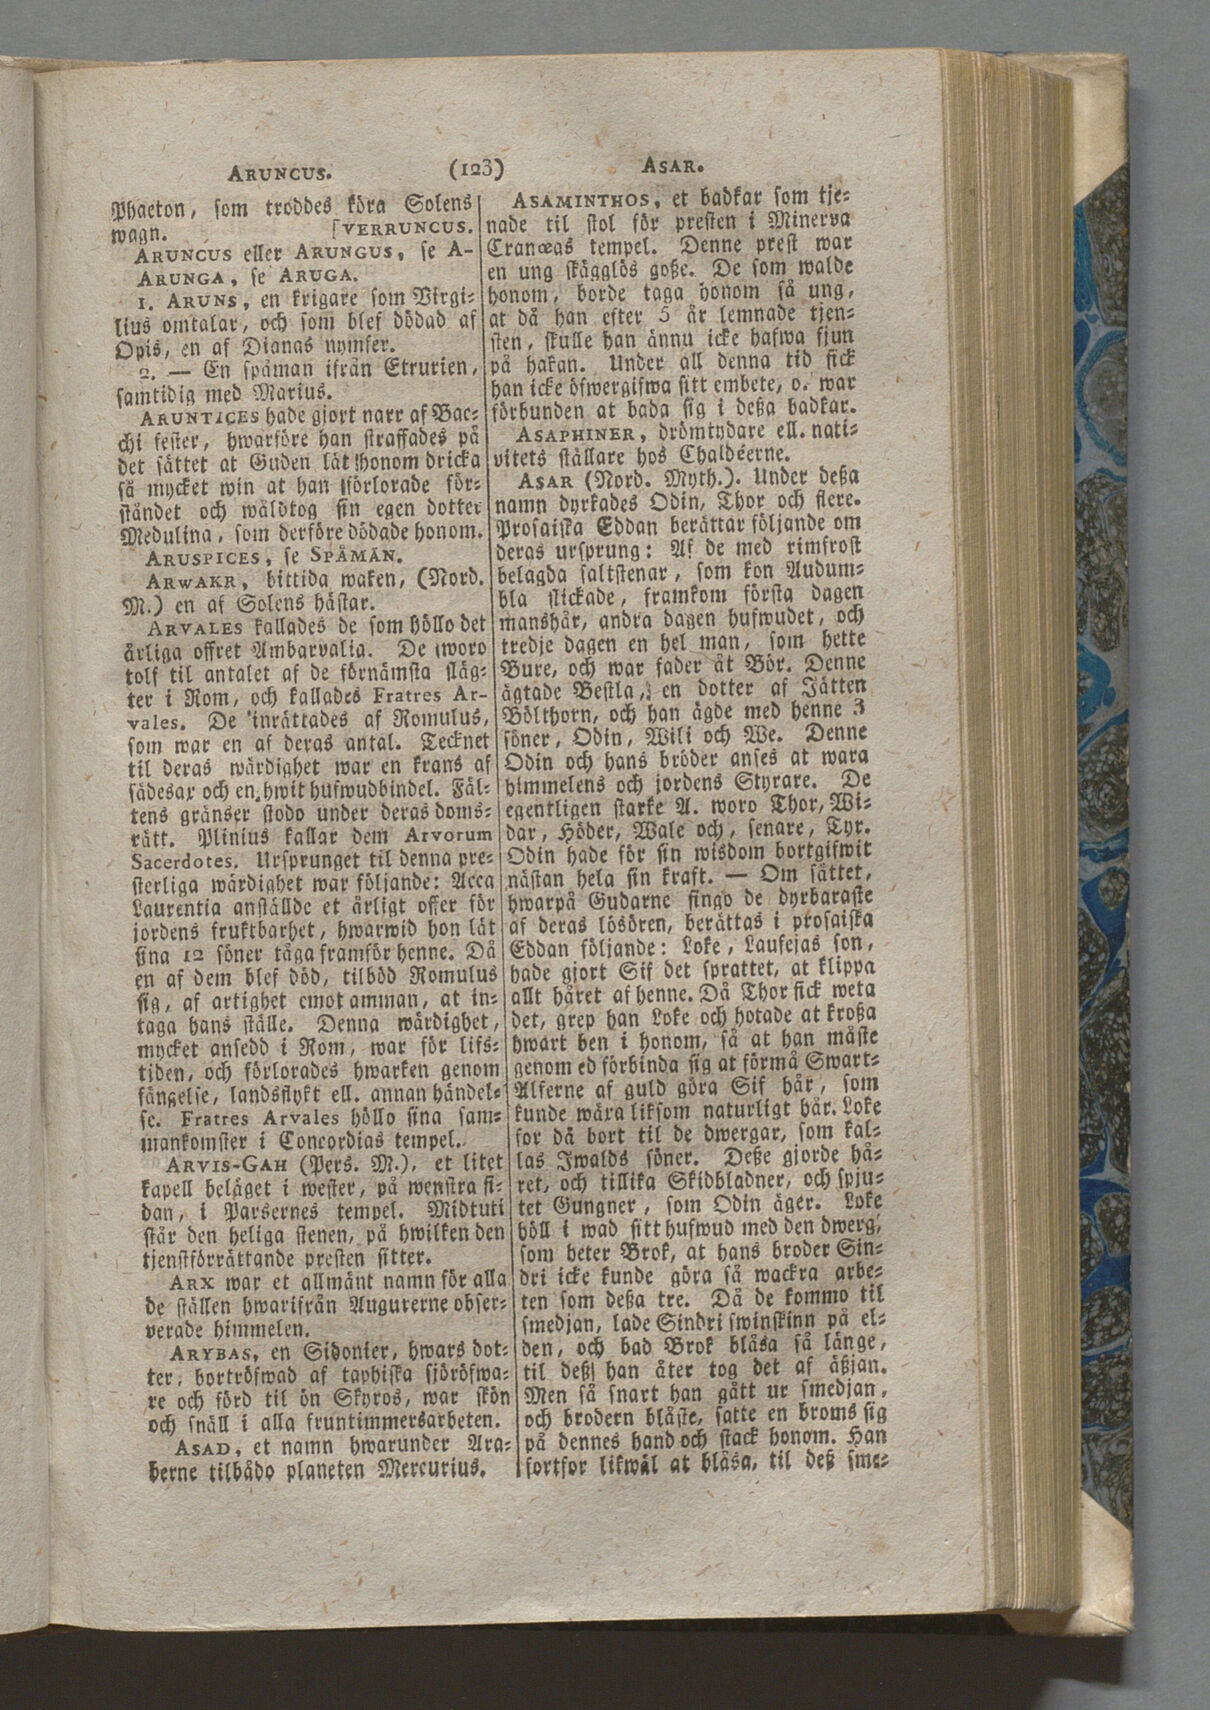 ARUNCUS. (123) ASAR.
Phaeton, som troddes köra Solens
wagn. [VERRUNCUS.
ARUNCUS eller ARUNGUS, se A-
ARUNGA, se ARUGA.
1. ARUNS, en krigare som Virgi-
lius omtalar, och som blef dödad af
Opis, en af Dianas nymfer.
2. — En spåman ifrån Etrurien,
samtidig med Marius.
ARUNTICES hade gjort narr af Bac-
chi fester, hwarföre han straffades på
det sättet at Guden lät honom dricka
så mycket win at han förlorade för-
ståndet och wåldtog sin egen dotter
Medulina, som derföre dödade honom.
ARUSPICES, se SPÅMÄN.
ARWAKR, bittida waken, (Nord.
M.) en af Solens hästar.
ARVALES kallades de som höllo det
årliga offret Ambarvalia. De woro
tolf til antalet af de förnämsta släg-
ter i Rom, och kallades Fratres Ar-
vales. De inrättades af Romulus,
som war en af deras antal. Tecknet
til deras wärdighet war en krans af
sädesax och en hwit hufwudbindel. Fäl-
tens gränser stodo under deras doms-
rätt. Plinius kallar dem Arvorum
Sacerdotes. Ursprunget til denna pre-
sterliga wärdighet war följande: Acca
Laurentia anställde et årligt offer för
jordens fruktbarhet, hwarwid hon lät
sina 12 söner tåga framför henne. Då
en af dem blef död, tilböd Romulus
sig, af artighet emot amman, at in-
taga hans ställe. Denna wärdighet,
mycket ansedd i Rom, war för lifs-
tiden, och förlorades hwarken genom
fängelse, landsflykt ell. annan händel-
se. Fratres Arvales höllo sina sam-
mankomster i Concordias tempel.
ARVIS-GAH (Pers. M.), et litet
kapell beläget i wester, på wenstra si-
dan, i Parsernes tempel. Midtuti
står den heliga stenen, på hwilken den
tjenstförrättande presten sitter.
ARX war et allmänt namn för alla
de ställen hwarifrån Augurerne obser-
verade himmelen.
ARYBAS, en Sidonier, hwars dot-
ter, bortröfwad af taphiska sjöröfwa-
re och förd til ön Skyros, war skön
och snäll i alla fruntimmersarbeten.
ASAD, et namn hwarunder Ara-
berne tilbådo planeten Mercurius.
ASAMINTHOS, et badkar som tje-
nade til stol för presten i Minerva
Cranœas tempel. Denne prest war
en ung skägglös goße. De som walde
honom, borde taga honom så ung,
at då han efter 5 år lemnade tjen-
sten, skulle han ännu icke hafwa fjun
på hakan. Under all denna tid fick
han icke öfwergifwa sitt embete, o. war
förbunden at bada sig i deßa badkar.
ASAPHINER, drömtydare ell. nati-
vitets ställare hos Chaldéerne.
ASAR (Nord. Myth.). Under deßa
namn dyrkades Odin, Thor och flere.
Prosaiska Eddan berättar följande om
deras ursprung: Af de med rimfrost
belagda saltstenar, som kon Audum-
bla slickade, framkom första dagen
manshår, andra dagen hufwudet, och
tredje dagen en hel man, som hette
Bure, och war fader åt Bör. Denne
ägtade Bestla, en dotter af Jätten
Bölthorn, och han ägde med henne 3
söner, Odin, Wili och We. Denne
Odin och hans bröder anses at wara
himmelens och jordens Styrare. De
egentligen starke A. woro Thor, Wi-
dar, Höder, Wale och, senare, Tyr.
Odin hade för sin wisdom bortgifwit
nästan hela sin kraft. — Om sättet,
hwarpå Gudarne fingo de dyrbaraste
af deras lösören, berättas i prosaiska
Eddan följande: Loke, Laufejas son,
hade gjort Sif det sprattet, at klippa
allt håret af henne. Då Thor fick weta
det, grep han Loke och hotade at kroßa
hwart ben i honom, så at han måste
genom ed förbinda sig at förmå Swart-
Alferne af guld göra Sif hår, som
kunde wäxa liksom naturligt hår. Loke
for då bort til de dwergar, som kal-
las Iwalds söner. Deße gjorde hå-
ret, och tillika Skidbladner, och spju-
tet Gungner, som Odin äger. Loke
höll i wad sitt hufwud med den dwerg,
som heter Brok, at hans broder Sin-
dri icke kunde göra så wackra arbe-
ten som deßa tre. Då de kommo til
smedjan, lade Sindri swinskinn på el-
den, och bad Brok blåsa så länge,
til deß han åter tog det af äßjan.
Men så snart han gått ur smedjan,
och brodern blåste, satte en broms sig
på dennes hand och stack honom. Han
fortfor likwäl at blåsa, til deß sme-